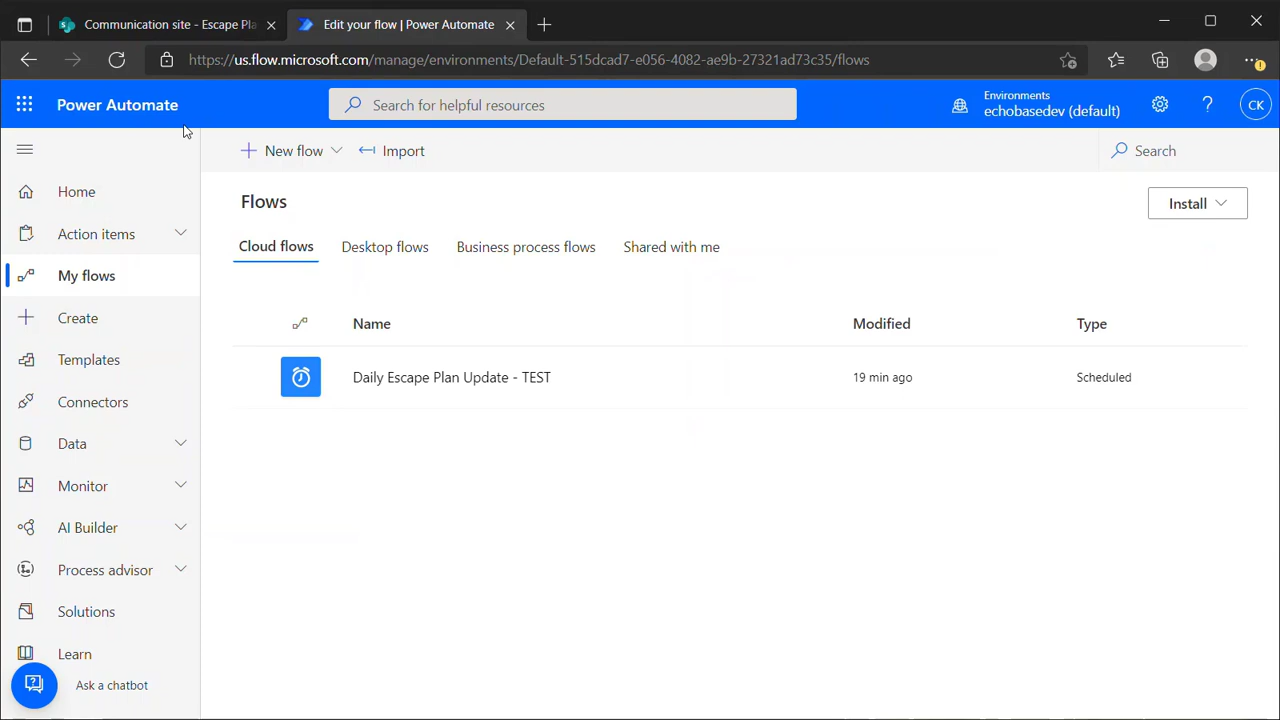 Communication site - Escape Pla
Edit your flow | Power Automate
https://us.flow.microsoft.com/manage/environments/Default-515dcad7-e056-4082-ae9b-27321ad73c35/flows
Power Automate
Search for helpful resources
Environments
echobasedev (default)
CK
New flow
Import
Search
Home
Action items
My flows
Create
Templates
Connectors
Data
Monitor
AI Builder
Process advisor
Solutions
Learn
Ask a chatbot
Flows
Install
Cloud flows
Desktop flows
Business process flows
Shared with me
Name
Modified
Type
Daily Escape Plan Update - TEST
19 min ago
Scheduled